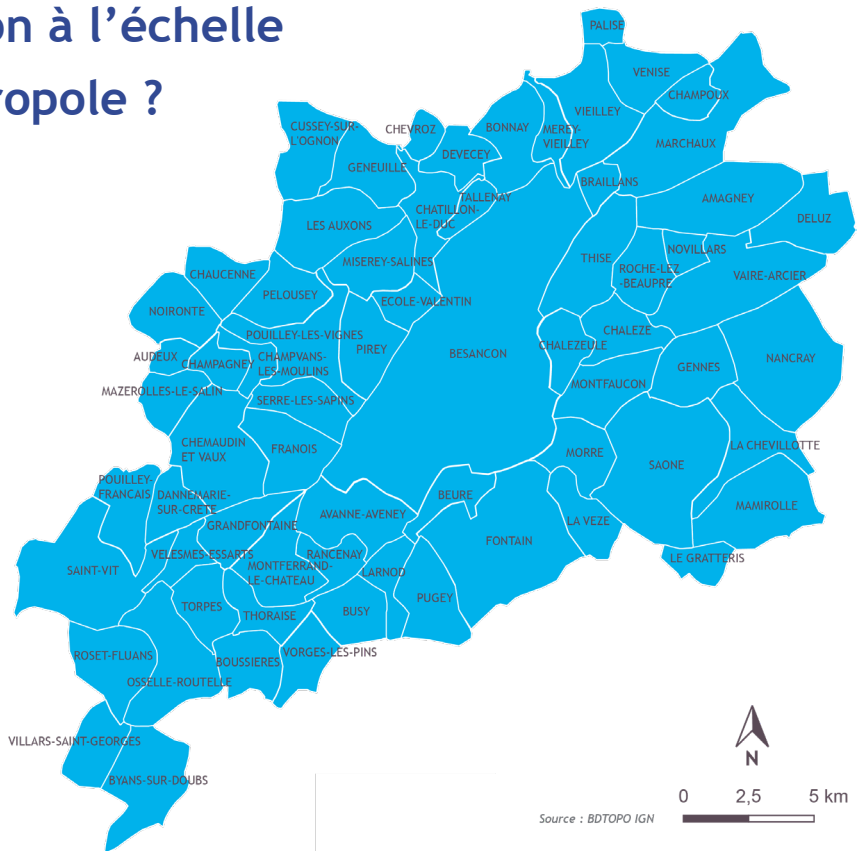 on à l'échelle
ropole ?
PALISE
VENISE
CHAMPOUX
CUSSEY-SUR-
L'OGNON
CHEVROZ
BONNAY
MEREY-
VIEILLEY
VIEILLEY
GENEUILLE
DEVECEY
MARCHAUX
BRAILLANS
TALLENAY
AMAGNEY
CHATILLON-
LE-DUC
DELUZ
LES AUXONS
NOVILLARS
MISEREY-SALINES
THISE
ROCHE-LEZ
-BEAUPRE
VAIRE-ARCIER
CHAUCENNE
PELOUSEY
ECOLE-VALENTIN
NOIRONTE
POUILLEY-LES-VIGNES
CHALEZE
PIREY
BESANCON
CHALEZEULE
AUDEUX
CHAMPAGNEY
CHAMPVANS-
LES-MOULINS
GENNES
NANCRAY
MONTFAUCON
MAZEROLLES-LE-SALIN
SERRE-LES-SAPINS
CHEMAUDIN
ET VAUX
FRANOIS
MORRE
LA CHEVILLOTTE
SAONE
POUILLEY-
FRANCAIS
DANNEMARIE-
SUR-CRETE
BEURE
MAMIROLLE
AVANNE-AVENEY
GRANDFONTAINE
LA VEZE
FONTAIN
VELESMES-ESSARTS
RANCENAY
LE GRATTERIS
SAINT-VIT
MONTFERRAND-
LE-CHATEAU
LARNOD
PUGEY
TORPES
THORAISE
BUSY
ROSET-FLUANS
BOUSSIERES
VORGES-LES-PINS
OSSELLE-ROUTELLE
VILLARS-SAINT-GEORGES
BYANS-SUR-DOUBS
N
0 2,5 5 km
Source : BDTOPO IGN